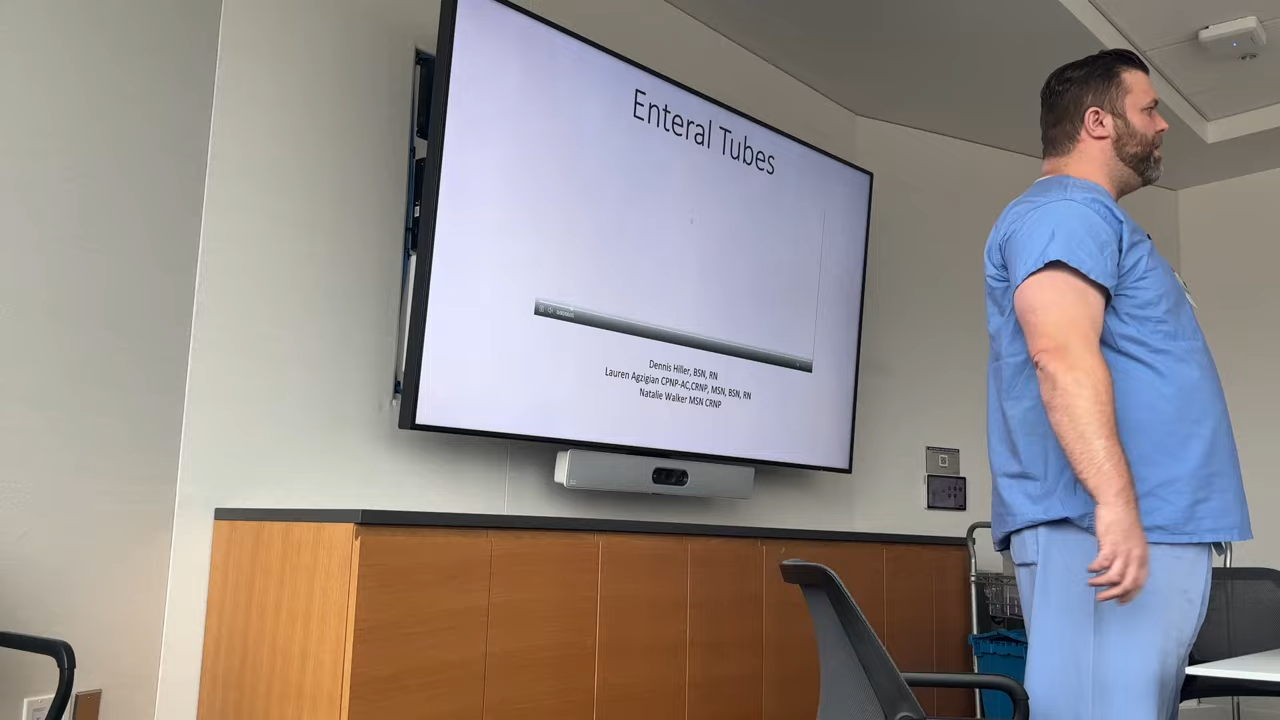 Enteral Tubes
Dennis Hiller, BSN, RN
Lauren Agzigian CPNP-AC,CRNP, MSN, BSN, RN
Natalie Walker MSN CRNP